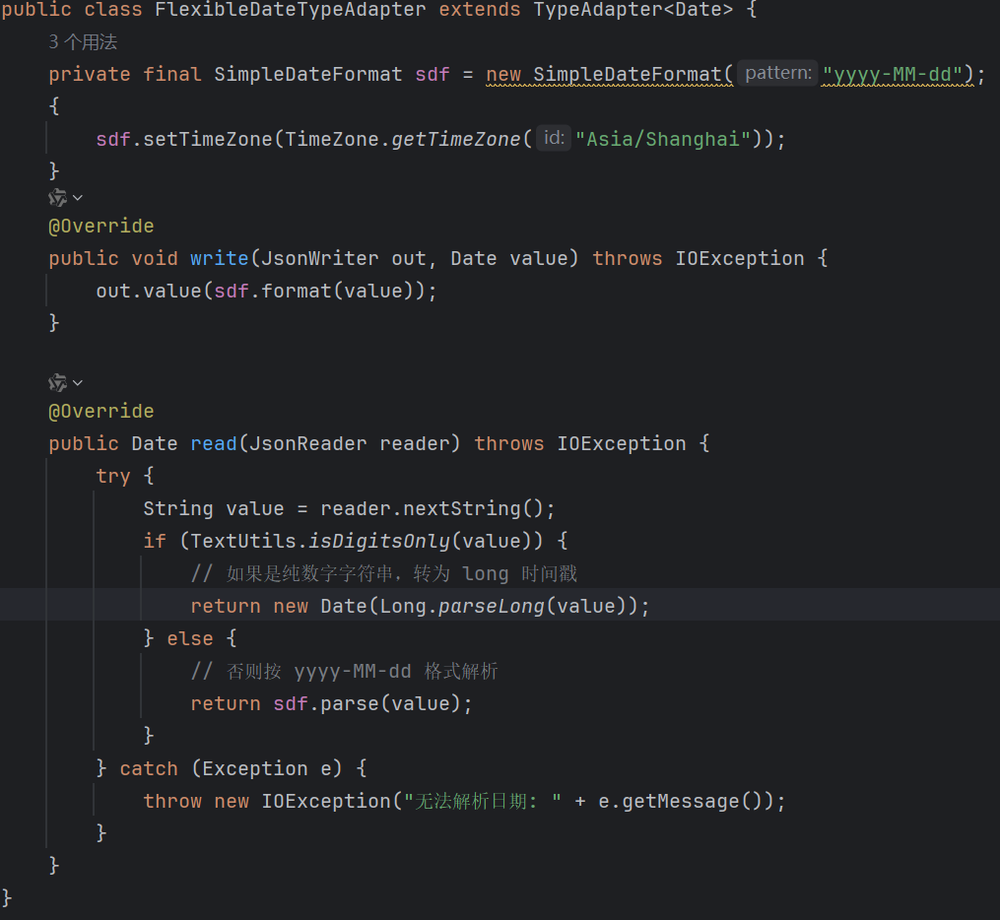 public class FlexibleDateTypeAdapter extends TypeAdapter<Date> {
3 个用法
private final SimpleDateFormat sdf = new SimpleDateFormat( pattern: "yyyy-MM-dd");
{
sdf.setTimeZone(TimeZone.getTimeZone( id: "Asia/Shanghai"));
}
@Override
public void write(JsonWriter out, Date value) throws IOException {
out.value(sdf.format(value));
}
@Override
public Date read(JsonReader reader) throws IOException {
try {
String value = reader.nextString();
if (TextUtils.isDigitsOnly(value)) {
// 如果是纯数字字符串，转为 long 时间戳
return new Date(Long.parseLong(value));
} else {
// 否则按 yyyy-MM-dd 格式解析
return sdf.parse(value);
}
} catch (Exception e) {
throw new IOException("无法解析日期: " + e.getMessage());
}
}
}